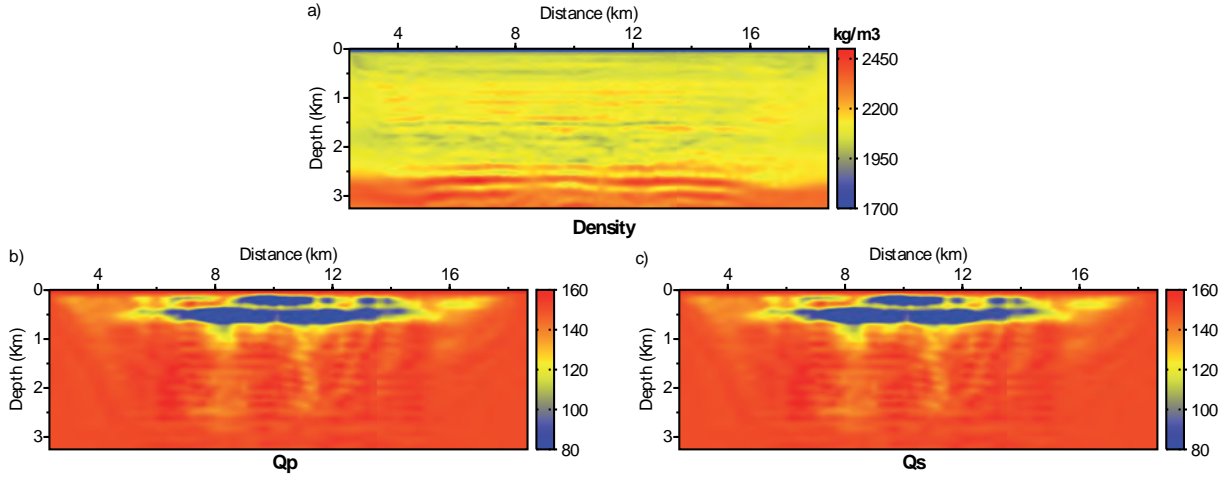 a)
Distance (km)
4 8 12 16
kg/m3
Depth (Km)
0
1
2
3
2450
2200
1950
1700
Density
b)
Distance (km)
4 8 12 16
Depth (Km)
0
1
2
3
160
140
120
100
80
Qp
c)
Distance (km)
4 8 12 16
Depth (Km)
0
1
2
3
160
140
120
100
80
Qs